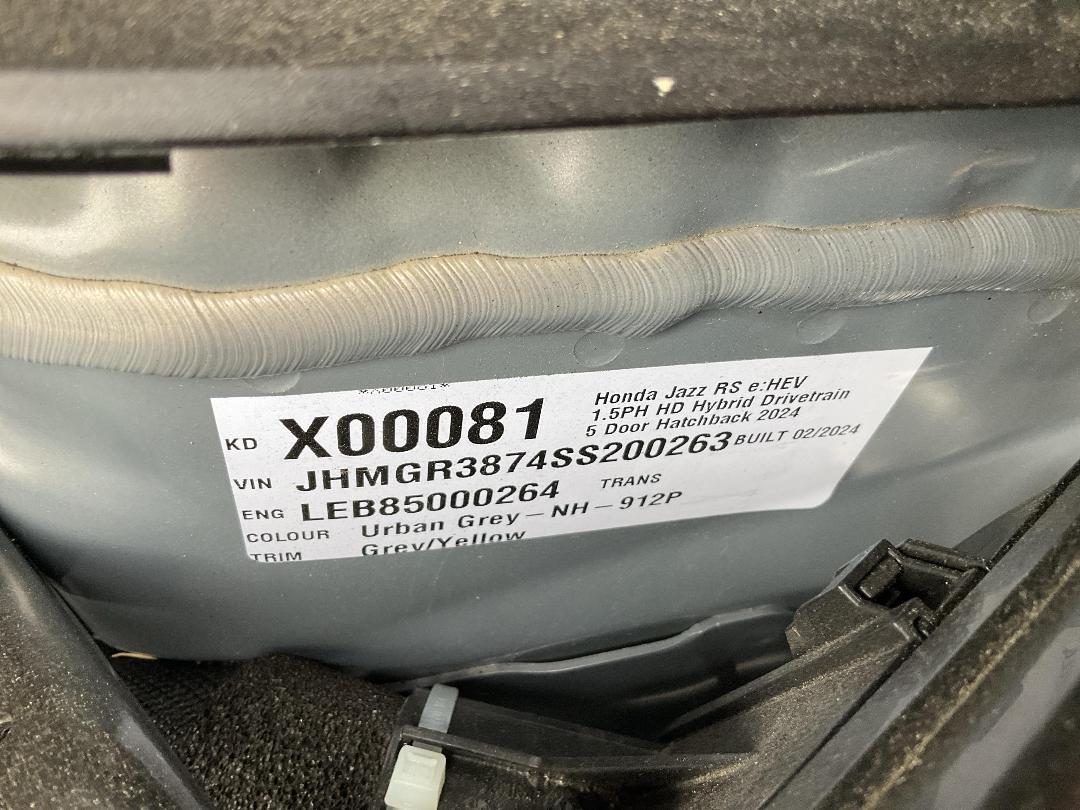 KD X00081
Honda Jazz RS e:HEV
1.5PH HD Hybrid Drivetrain
5 Door Hatchback 2024
VIN JHMGR3874SS200263 BUILT 02/2024
ENG LEB85000264 TRANS
COLOUR Urban Grey – NH – 912P
TRIM Grey/Yellow